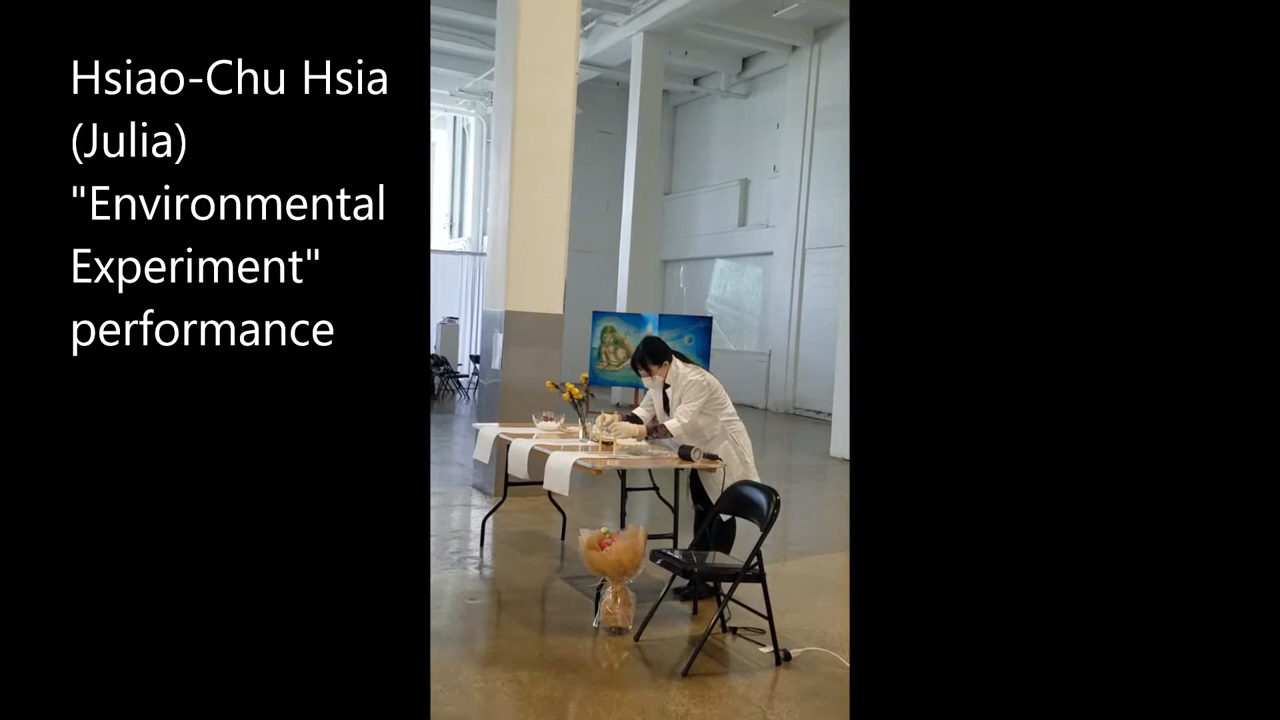 Hsiao-Chu Hsia
(Julia)
"Environmental
Experiment"
performance